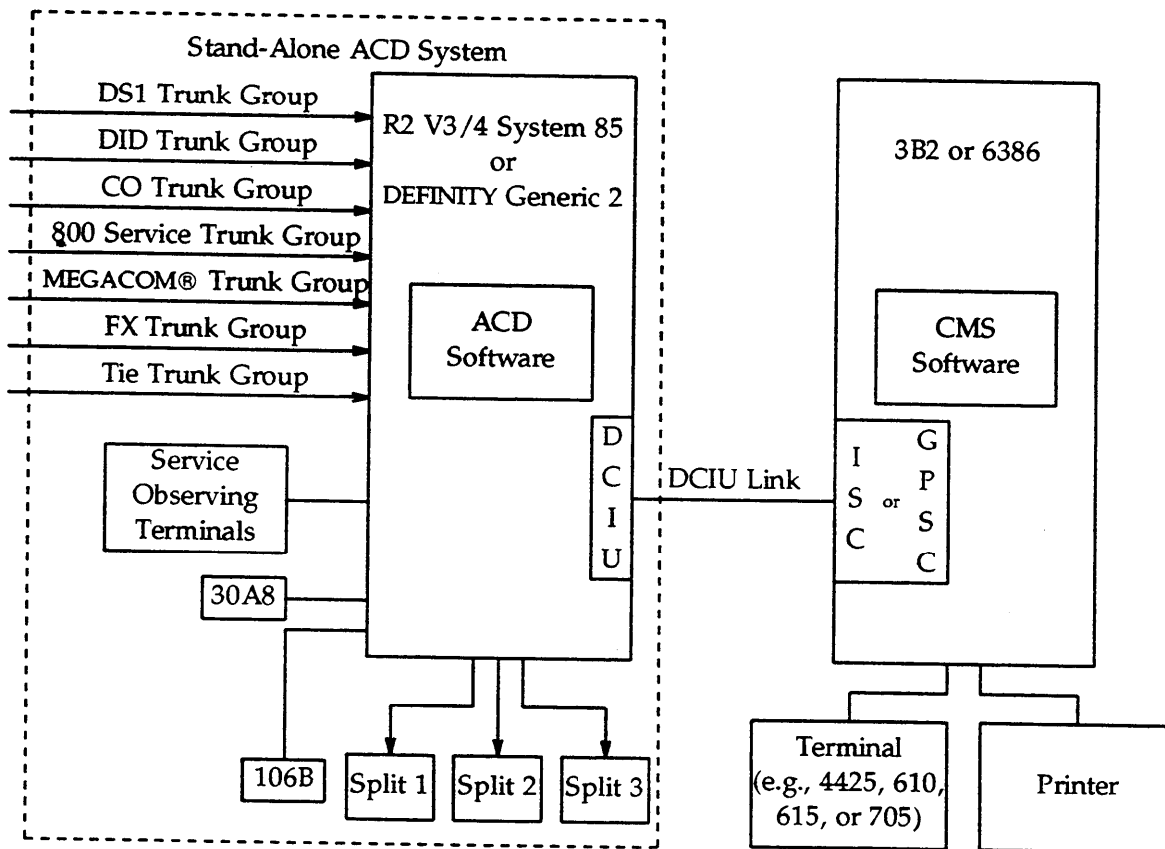 Stand-Alone ACD System
DS1 Trunk Group
DID Trunk Group
CO Trunk Group
800 Service Trunk Group
MEGACOM® Trunk Group
FX Trunk Group
Tie Trunk Group
R2 V3/4 System 85
or
DEFINITY Generic 2
ACD
Software
D
C
I
U
Service
Observing
Terminals
30A8
106B
Split 1
Split 2
Split 3
DCIU Link
3B2 or 6386
CMS
Software
I
S
C
or
G
P
S
C
Terminal
(e.g., 4425, 610,
615, or 705)
Printer